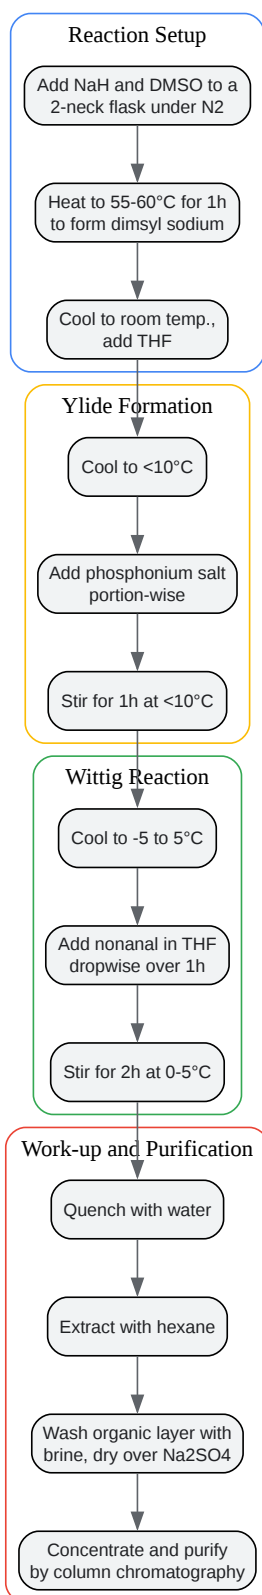 Reaction Setup
Add NaH and DMSO to a
2-neck flask under N2
Heat to 55-60°C for 1h
to form dimsyl sodium
Cool to room temp.,
add THF
Ylide Formation
Cool to <10°C
Add phosphonium salt
portion-wise
Stir for 1h at <10°C
Wittig Reaction
Cool to -5 to 5°C
Add nonanal in THF
dropwise over 1h
Stir for 2h at 0-5°C
Work-up and Purification
Quench with water
Extract with hexane
Wash organic layer with
brine, dry over Na2SO4
Concentrate and purify
by column chromatography